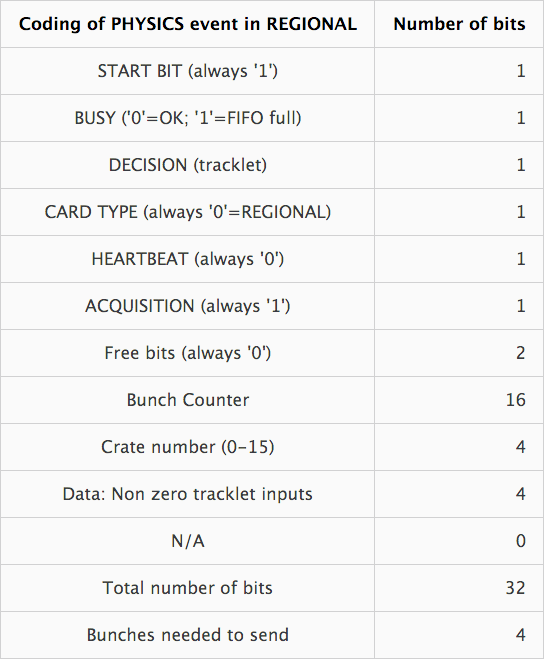 Coding of PHYSICS event in REGIONAL Number of bits
START BIT (always '1') 1
BUSY ('0'=OK; '1'=FIFO full) 1
DECISION (tracklet) 1
CARD TYPE (always '0'=REGIONAL) 1
HEARTBEAT (always '0') 1
ACQUISITION (always '1') 1
Free bits (always '0') 2
Bunch Counter 16
Crate number (0-15) 4
Data: Non zero tracklet inputs 4
N/A 0
Total number of bits 32
Bunches needed to send 4